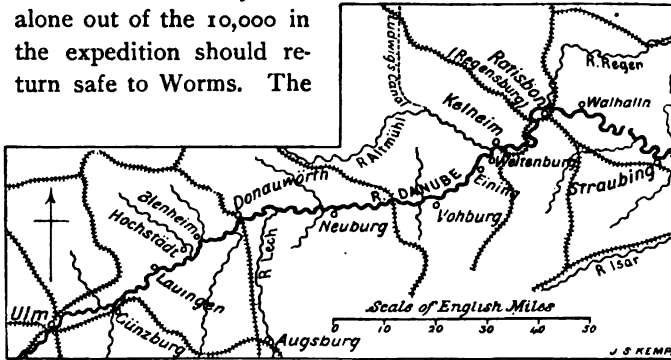 alone out of the 10,000 in
the expedition should re-
turn safe to Worms. The
Ludwigs Canal
Ratisbon
(Regensburg)
R. Regen
Walhalln
Kelheim
R Altmühl
Weltenburg
Straubing
Eining
Donauwörth
R. DANUBE
Vohburg
Neuburg
Blenheim
Hochstädt
R Lech
R Isar
Lauingen
Ulm
Günzburg
Augsburg
Scale of English Miles
0 10 20 30 40 50